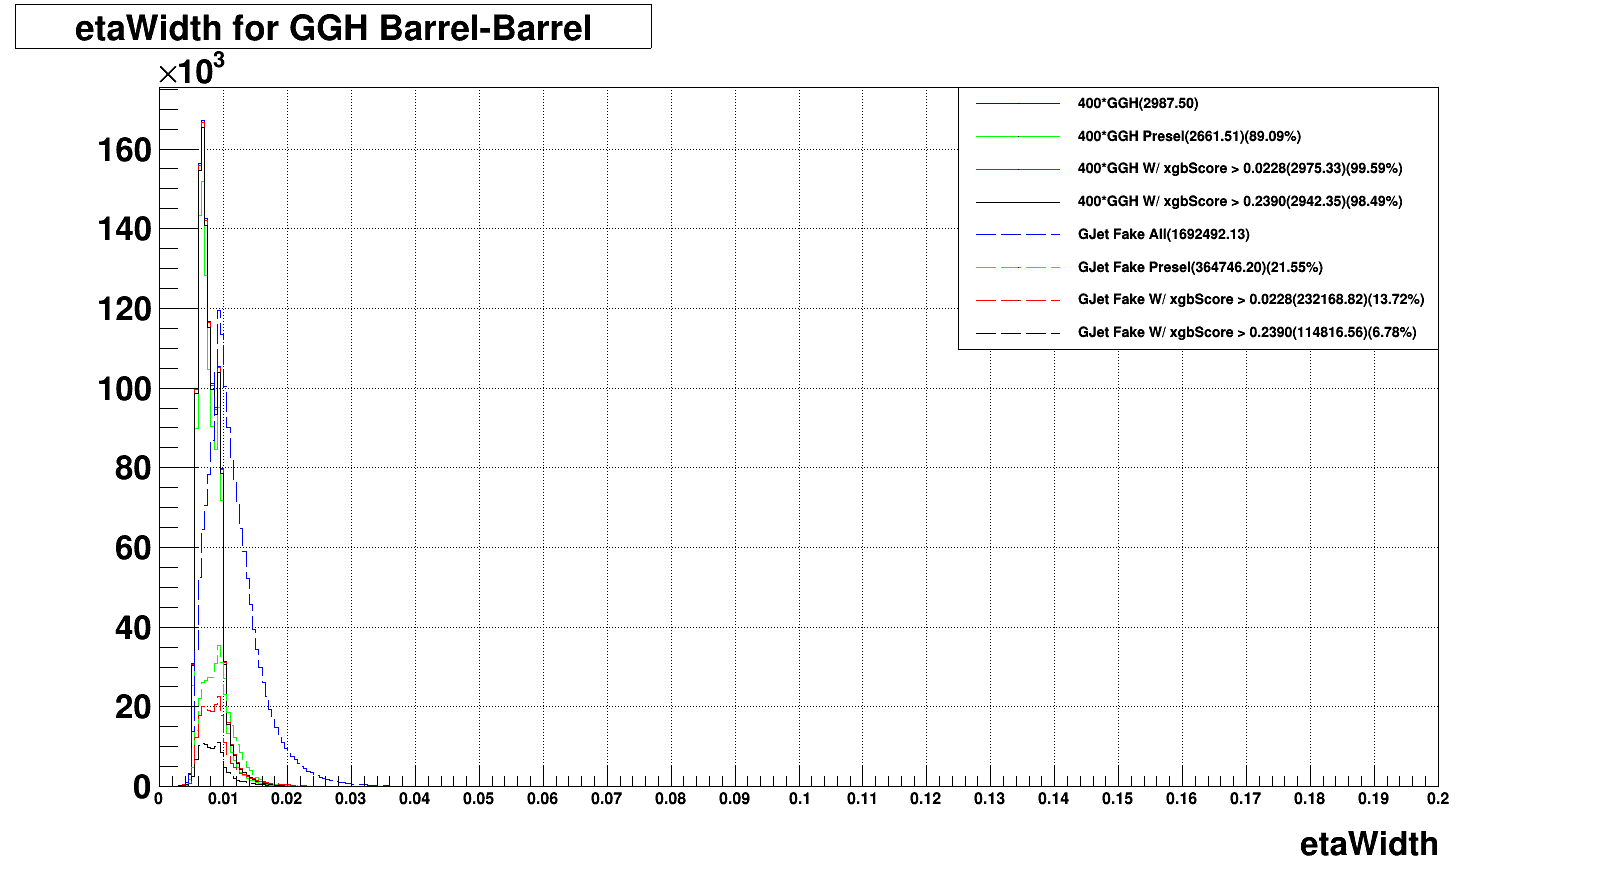 etaWidth for GGH Barrel-Barrel
×10³
400*GGH(2987.50)
400*GGH Presel(2661.51)(89.09%)
400*GGH W/ xgbScore > 0.0228(2975.33)(99.59%)
400*GGH W/ xgbScore > 0.2390(2942.35)(98.49%)
GJet Fake All(1692492.13)
GJet Fake Presel(364746.20)(21.55%)
GJet Fake W/ xgbScore > 0.0228(232168.82)(13.72%)
GJet Fake W/ xgbScore > 0.2390(114816.56)(6.78%)
160
140
120
100
80
60
40
20
0
0 0.01 0.02 0.03 0.04 0.05 0.06 0.07 0.08 0.09 0.1 0.11 0.12 0.13 0.14 0.15 0.16 0.17 0.18 0.19 0.2
etaWidth